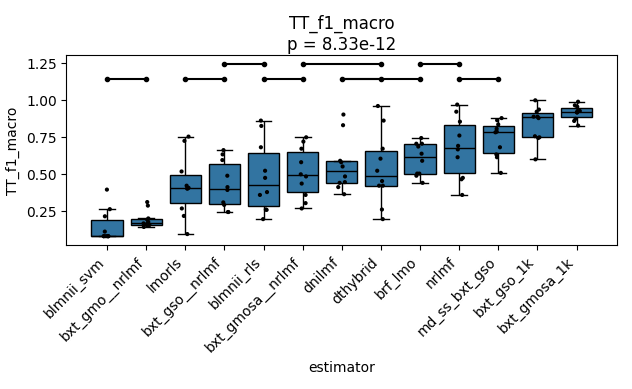 TT_f1_macro
p = 8.33e-12
TT_f1_macro
1.25
1.00
0.75
0.50
0.25
blmnii_svm
bxt_gmo__nrlmf
lmorls
bxt_gso__nrlmf
blmnii_rls
bxt_gmosa__nrlmf
dnilmf
dthybrid
brf_lmo
nrlmf
md_ss_bxt_gso
bxt_gso_1k
bxt_gmosa_1k
estimator